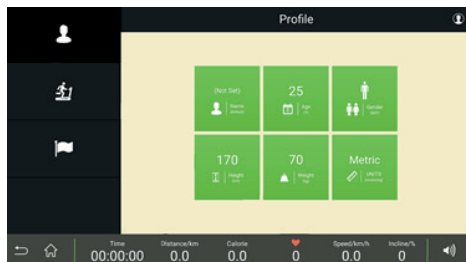 Profile
(Not Set)
Name
25
Age
Gender
170
Height
70
Weight
kg
Metric
UNITS
Time
00:00:00
Distance/km
0.0
Calorie
0.0
0
Speed/km/h
0.0
Incline/%
0